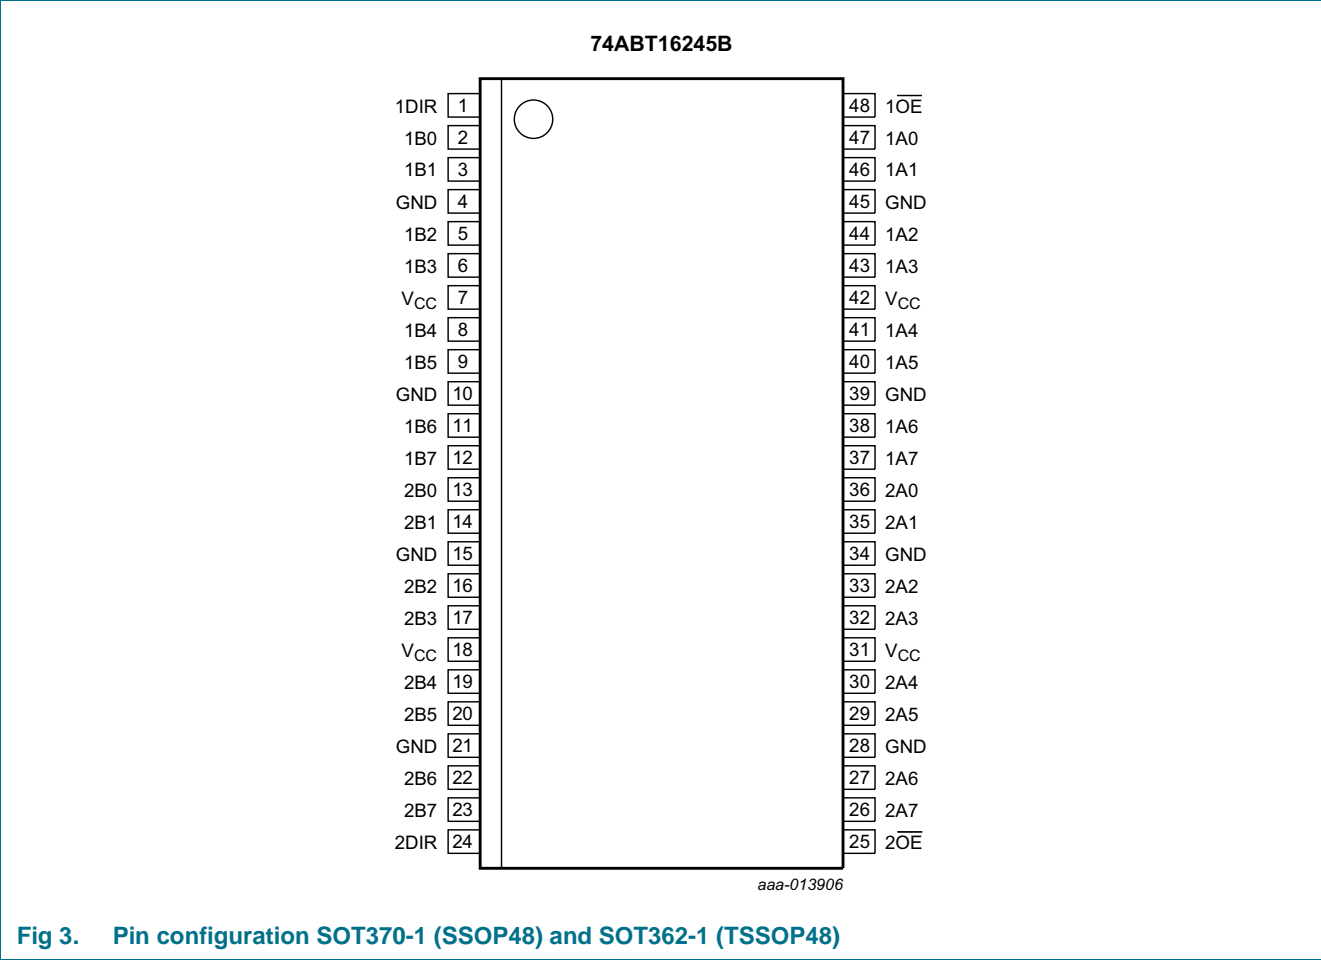 74ABT16245B
1DIR 1 48 1O̅E̅
1B0 2 47 1A0
1B1 3 46 1A1
GND 4 45 GND
1B2 5 44 1A2
1B3 6 43 1A3
VCC 7 42 VCC
1B4 8 41 1A4
1B5 9 40 1A5
GND 10 39 GND
1B6 11 38 1A6
1B7 12 37 1A7
2B0 13 36 2A0
2B1 14 35 2A1
GND 15 34 GND
2B2 16 33 2A2
2B3 17 32 2A3
VCC 18 31 VCC
2B4 19 30 2A4
2B5 20 29 2A5
GND 21 28 GND
2B6 22 27 2A6
2B7 23 26 2A7
2DIR 24 25 2O̅E̅
aaa-013906
Fig 3. Pin configuration SOT370-1 (SSOP48) and SOT362-1 (TSSOP48)